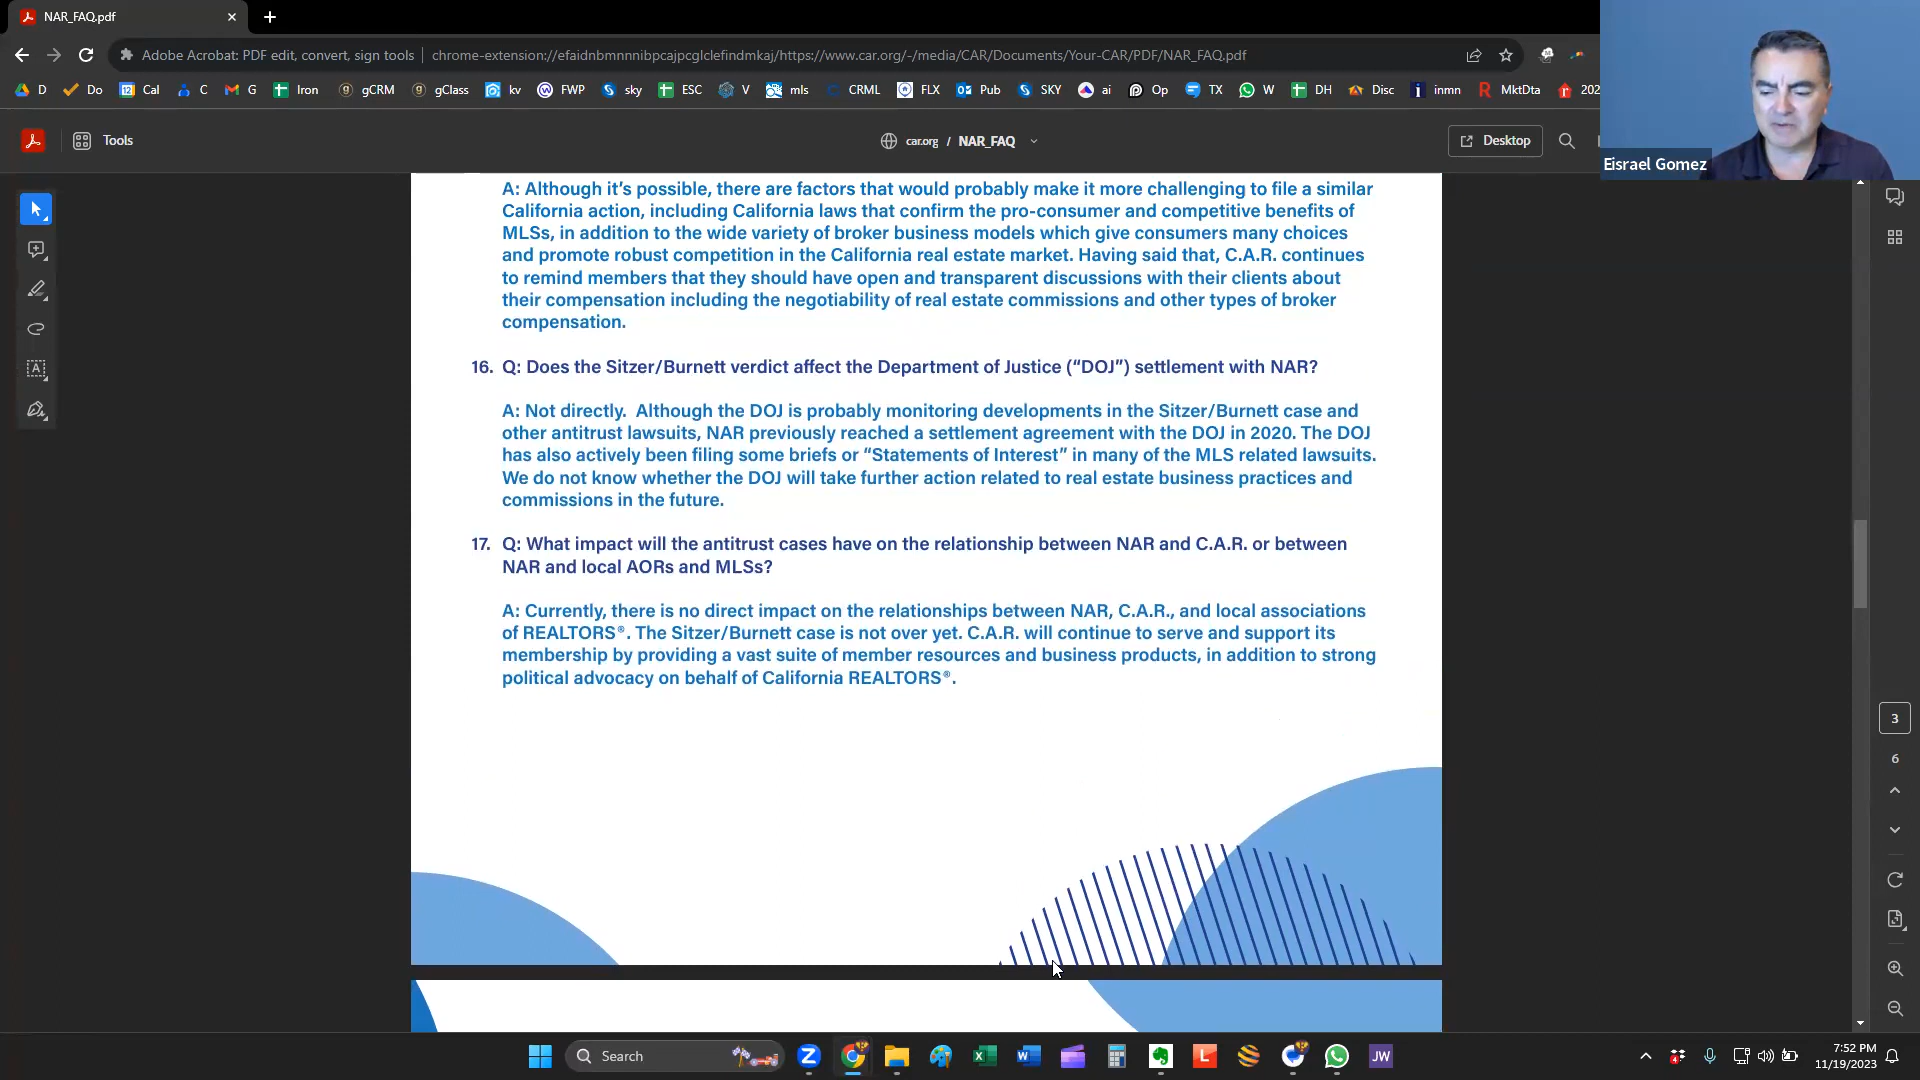 NAR_FAQ.pdf
Adobe Acrobat: PDF edit, convert, sign tools
chrome-extension://efaidnbmnnnibpcajpcglclefindmkaj/https://www.car.org/-/media/CAR/Documents/Your-CAR/PDF/NAR_FAQ.pdf
D Do Cal C G Iron gCRM gClass kv FWP sky ESC V mls CRML FLX Pub SKY ai Op TX W DH Disc inmn MktDta 202
Tools
car.org / NAR_FAQ
Desktop
Eisrael Gomez
A: Although it’s possible, there are factors that would probably make it more challenging to file a similar
California action, including California laws that confirm the pro-consumer and competitive benefits of
MLSs, in addition to the wide variety of broker business models which give consumers many choices
and promote robust competition in the California real estate market. Having said that, C.A.R. continues
to remind members that they should have open and transparent discussions with their clients about
their compensation including the negotiability of real estate commissions and other types of broker
compensation.
16. Q: Does the Sitzer/Burnett verdict affect the Department of Justice (“DOJ”) settlement with NAR?
A: Not directly. Although the DOJ is probably monitoring developments in the Sitzer/Burnett case and
other antitrust lawsuits, NAR previously reached a settlement agreement with the DOJ in 2020. The DOJ
has also actively been filing some briefs or “Statements of Interest” in many of the MLS related lawsuits.
We do not know whether the DOJ will take further action related to real estate business practices and
commissions in the future.
17. Q: What impact will the antitrust cases have on the relationship between NAR and C.A.R. or between
NAR and local AORs and MLSs?
A: Currently, there is no direct impact on the relationships between NAR, C.A.R., and local associations
of REALTORS®. The Sitzer/Burnett case is not over yet. C.A.R. will continue to serve and support its
membership by providing a vast suite of member resources and business products, in addition to strong
political advocacy on behalf of California REALTORS®.
3
6
Search
JW
7:52 PM
11/19/2023